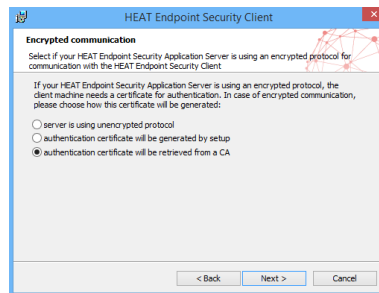 HEAT Endpoint Security Client
Encrypted communication
Select if your HEAT Endpoint Security Application Server is using an encrypted protocol for
communication with the HEAT Endpoint Security Client
If your HEAT Endpoint Security Application Server is using an encrypted protocol, the
client machine needs a certificate for authentication. In case of encrypted communication,
please choose how this certificate will be generated:
server is using unencrypted protocol
authentication certificate will be generated by setup
authentication certificate will be retrieved from a CA
< Back Next > Cancel